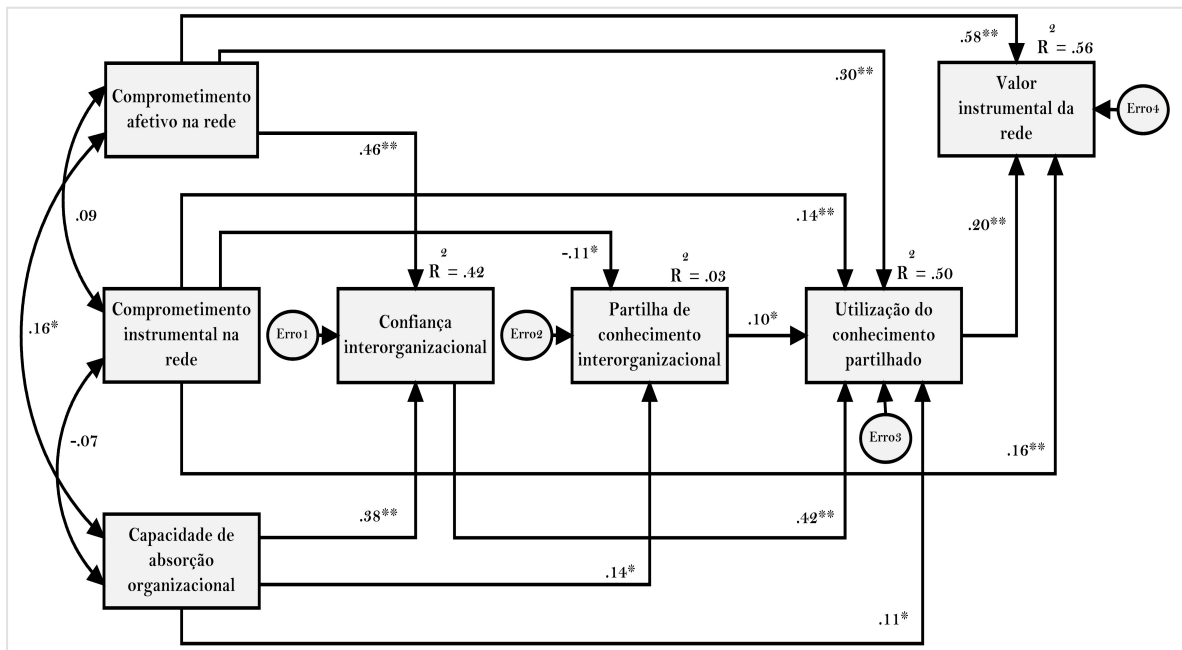 .58**
2
R = .56
.30**
Comprometimento
afetivo na rede
Valor
instrumental da
rede
Erro4
.46**
.09
.14**
.20**
-.11*
2
R = .42
2
R = .03
2
R = .50
.16*
Comprometimento
instrumental na
rede
Erro1
Confiança
interorganizacional
Erro2
Partilha de
conhecimento
interorganizacional
.10*
Utilização do
conhecimento
partilhado
Erro3
-.07
.16**
.38**
.42**
Capacidade de
absorção
organizacional
.14*
.11*